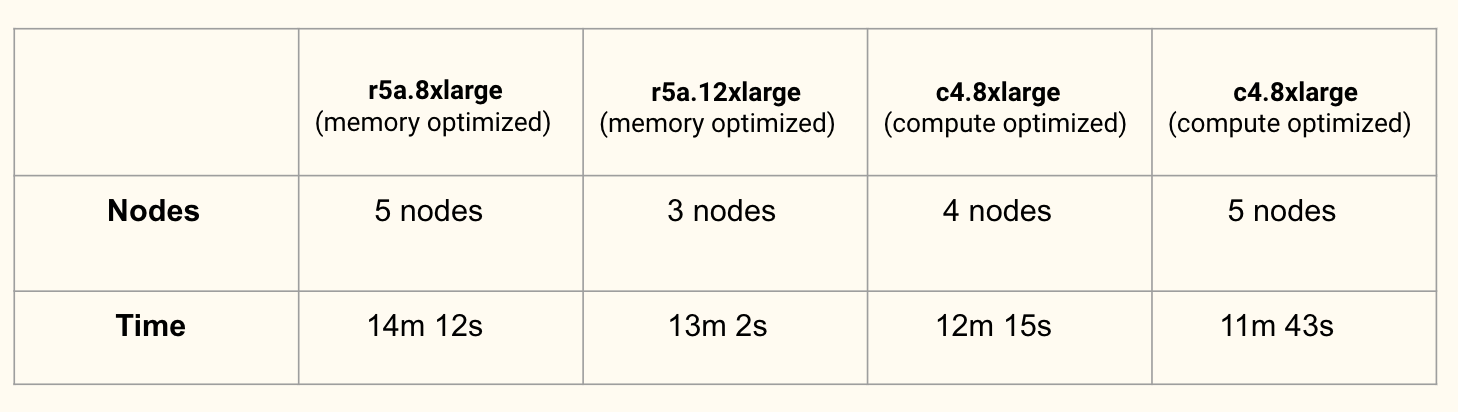 r5a.8xlarge
(memory optimized)
r5a.12xlarge
(memory optimized)
c4.8xlarge
(compute optimized)
c4.8xlarge
(compute optimized)
Nodes
5 nodes
3 nodes
4 nodes
5 nodes
Time
14m 12s
13m 2s
12m 15s
11m 43s